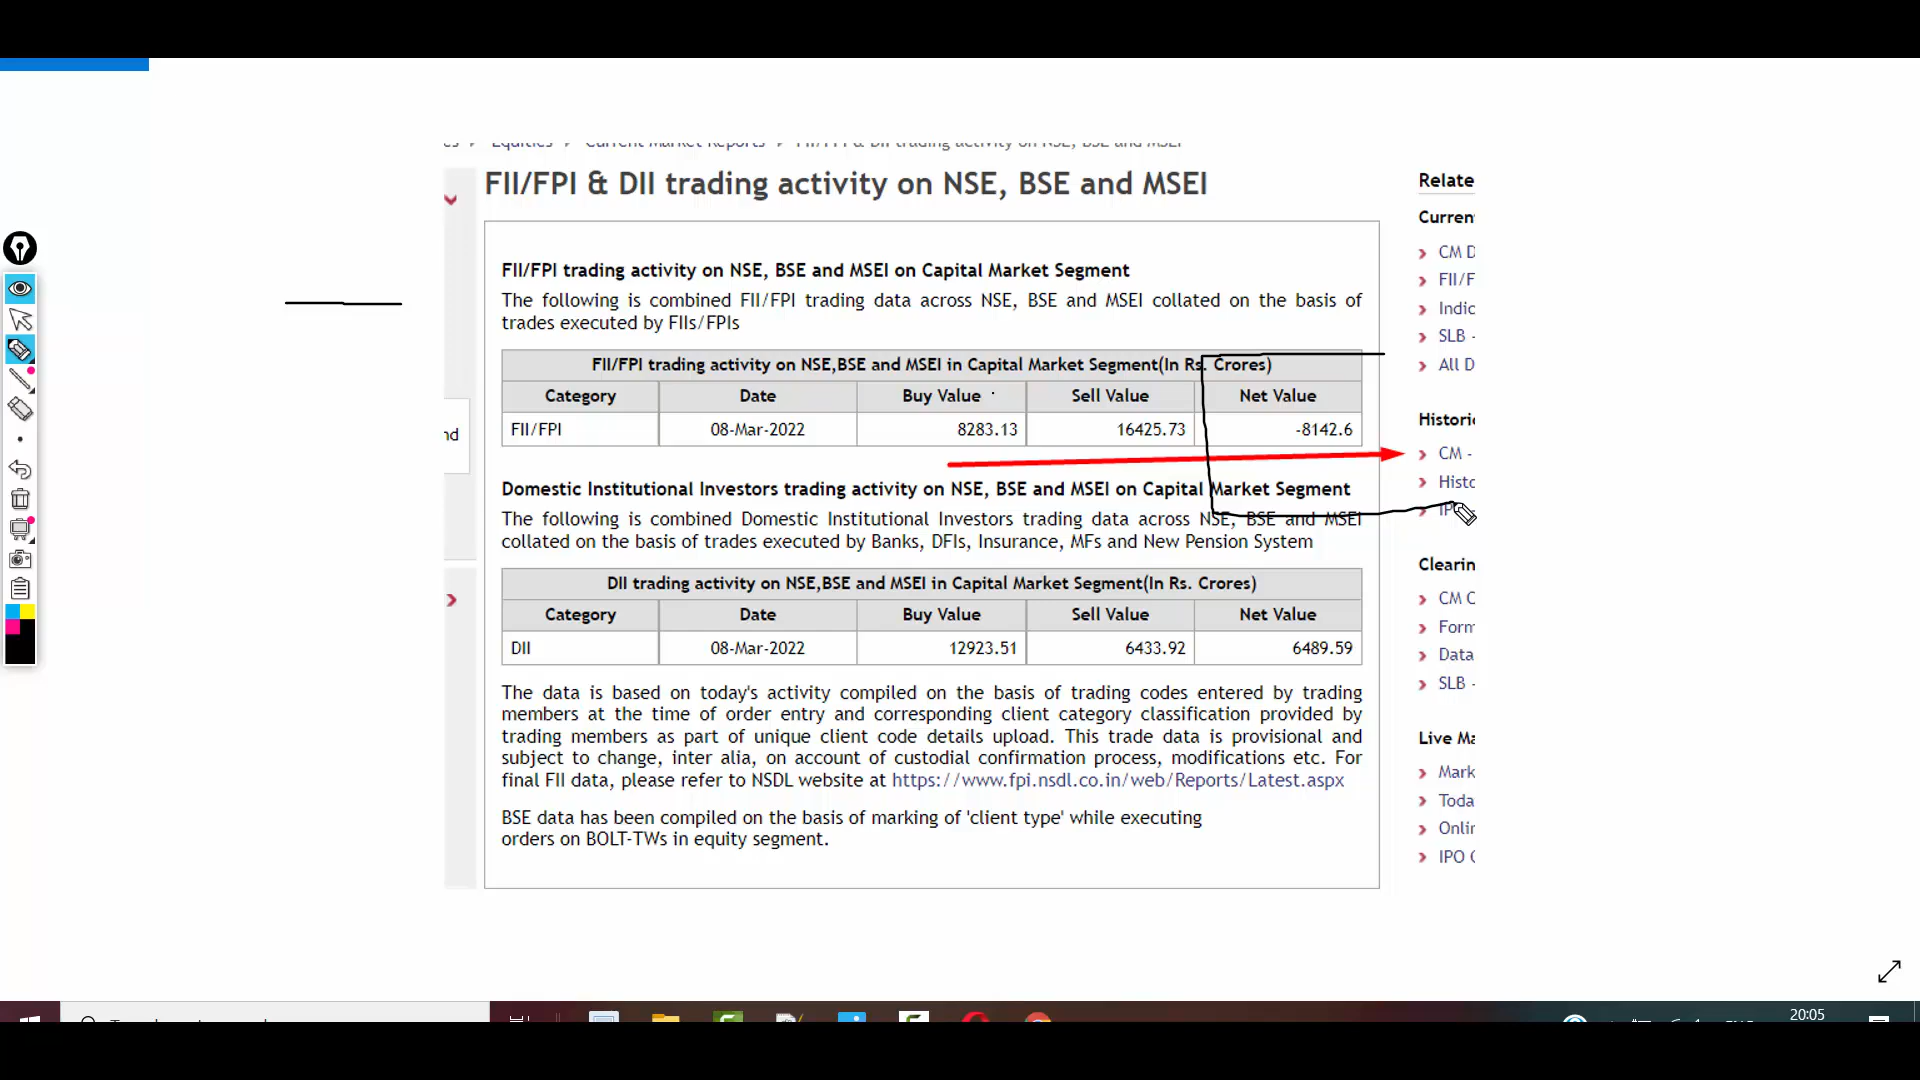 FII/FPI & DII trading activity on NSE, BSE and MSEI
FII/FPI trading activity on NSE, BSE and MSEI on Capital Market Segment
The following is combined FII/FPI trading data across NSE, BSE and MSEI collated on the basis of
trades executed by FIIs/FPIs
FII/FPI trading activity on NSE,BSE and MSEI in Capital Market Segment(In Rs. Crores)
Category Date Buy Value Sell Value Net Value
FII/FPI 08-Mar-2022 8283.13 16425.73 -8142.6
Domestic Institutional Investors trading activity on NSE, BSE and MSEI on Capital Market Segment
The following is combined Domestic Institutional Investors trading data across NSE, BSE and MSEI
collated on the basis of trades executed by Banks, DFIs, Insurance, MFs and New Pension System
DII trading activity on NSE,BSE and MSEI in Capital Market Segment(In Rs. Crores)
Category Date Buy Value Sell Value Net Value
DII 08-Mar-2022 12923.51 6433.92 6489.59
The data is based on today's activity compiled on the basis of trading codes entered by trading
members at the time of order entry and corresponding client category classification provided by
trading members as part of unique client code details upload. This trade data is provisional and
subject to change, inter alia, on account of custodial confirmation process, modifications etc. For
final FII data, please refer to NSDL website at https://www.fpi.nsdl.co.in/web/Reports/Latest.aspx
BSE data has been compiled on the basis of marking of 'client type' while executing
orders on BOLT-TWs in equity segment.
nd
Relate
Curren
CM D
FII/F
Indic
SLB -
All D
Historic
CM -
Histo
Clearin
CM C
Form
Data
SLB -
Live Ma
Mark
Toda
Onlin
IPO C
20:05